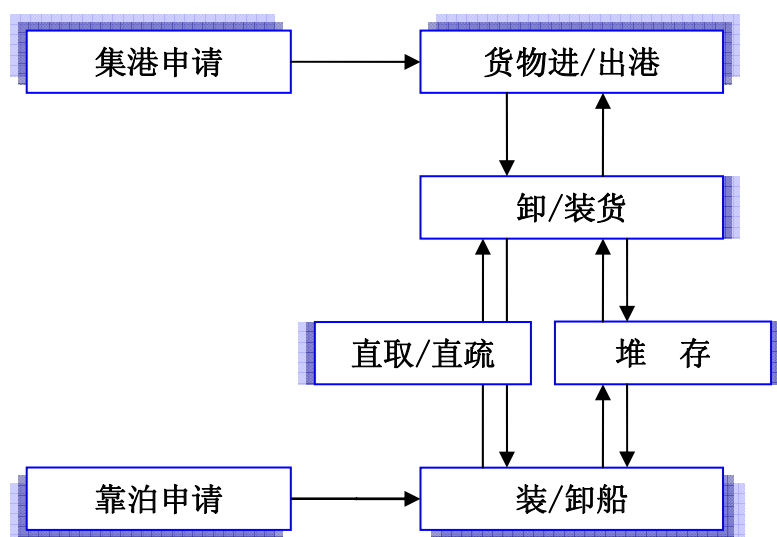 集港申请
货物进/出港
卸/装货
直取/直疏
堆 存
靠泊申请
装/卸船